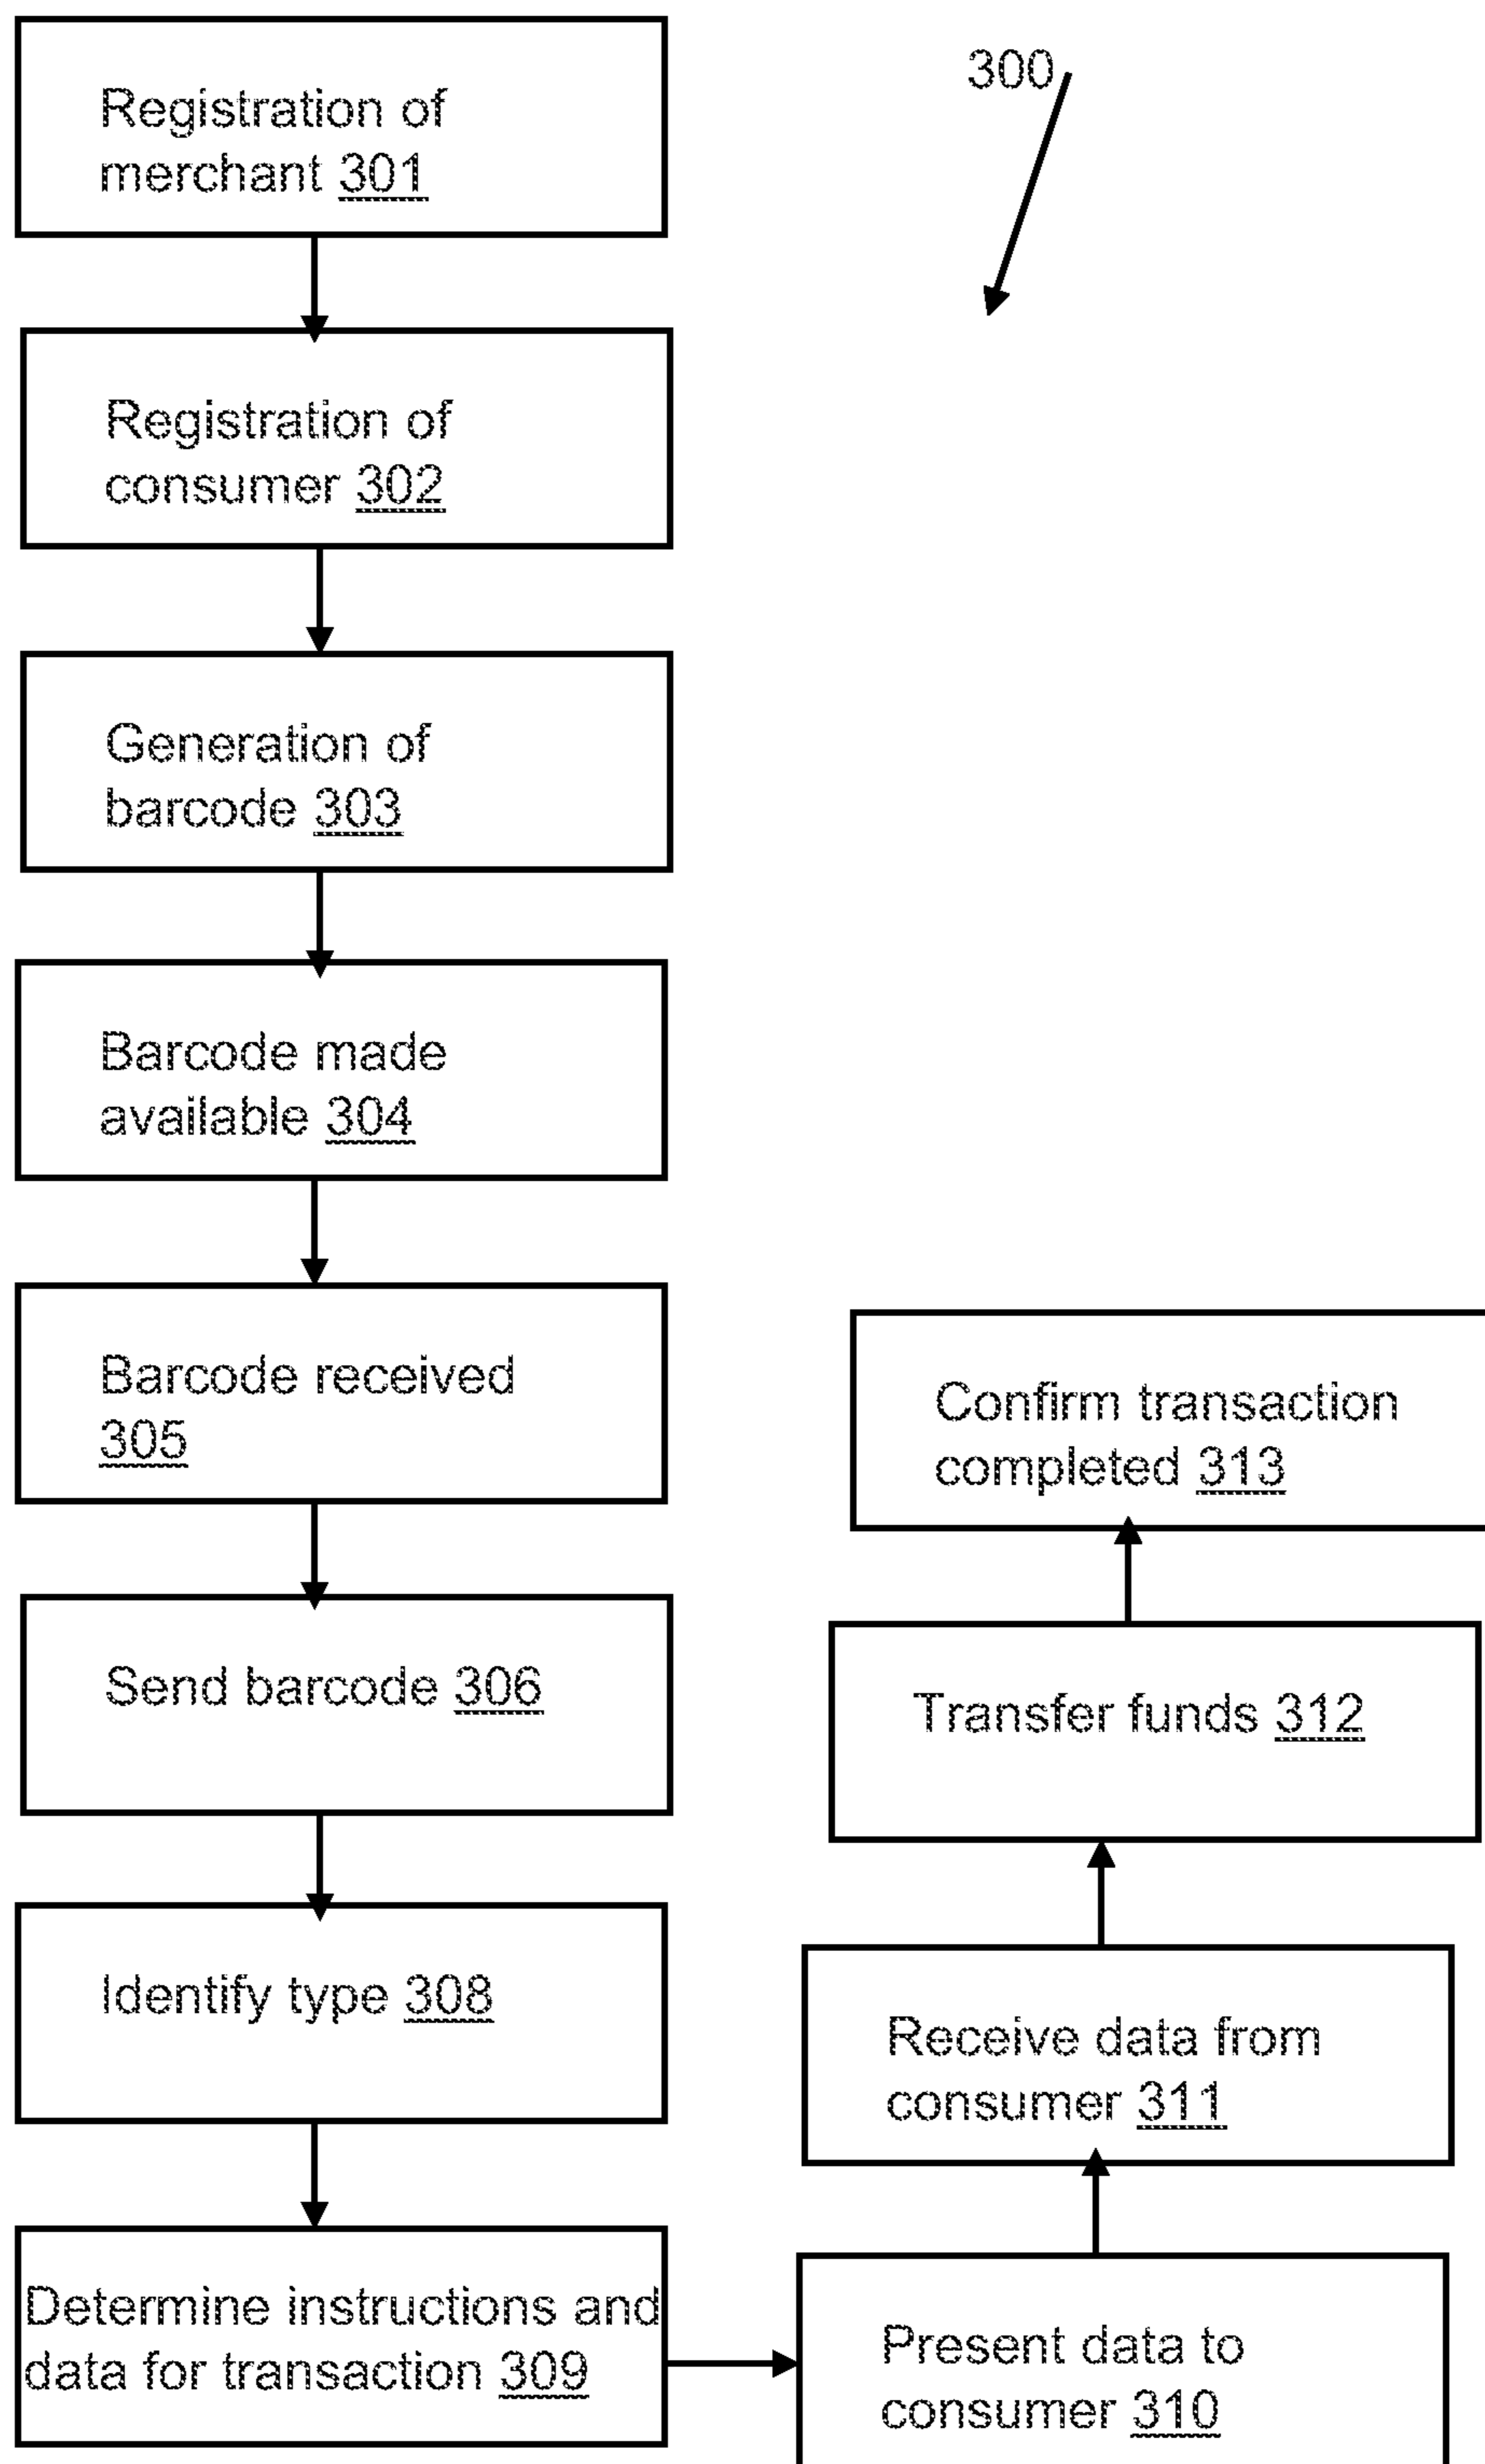 300
Registration of
merchant 301
Registration of
consumer 302
Generation of
barcode 303
Barcode made
available 304
Barcode received
305
Send barcode 306
Identify type 308
Determine instructions and
data for transaction 309
Present data to
consumer 310
Receive data from
consumer 311
Transfer funds 312
Confirm transaction
completed 313